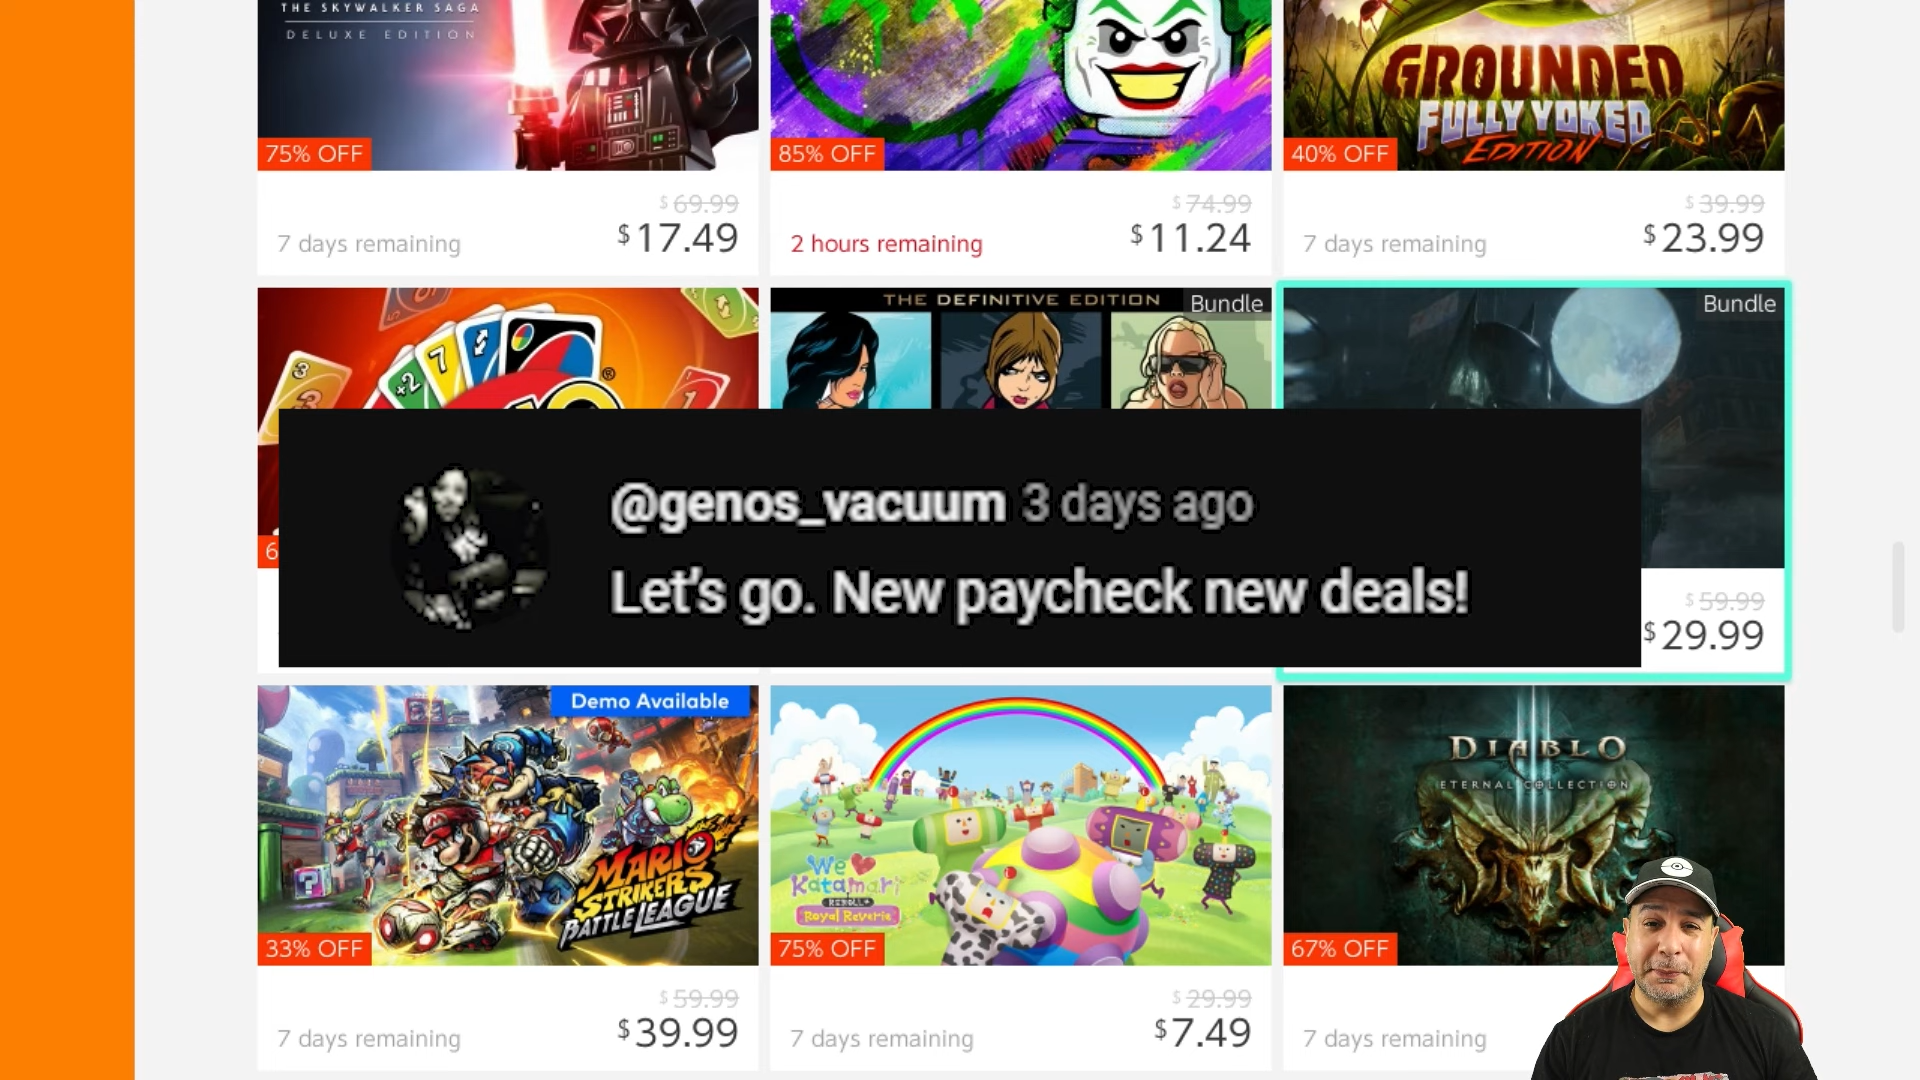 THE SKYWALKER SAGA
DELUXE EDITION
75% OFF
$69.99
7 days remaining
$17.49
85% OFF
$74.99
2 hours remaining
$11.24
GROUNDED
FULLY YOKED
EDITION
40% OFF
$39.99
7 days remaining
$23.99
THE DEFINITIVE EDITION
Bundle
Bundle
@genos_vacuum 3 days ago
Let's go. New paycheck new deals!
$59.99
$29.99
Demo Available
MARIO
STRIKERS
BATTLE LEAGUE
33% OFF
$59.99
7 days remaining
$39.99
We ❤ Katamari
REROLL+
Royal Reverie
75% OFF
$29.99
7 days remaining
$7.49
DIABLO
ETERNAL COLLECTION
67% OFF
7 days remaining